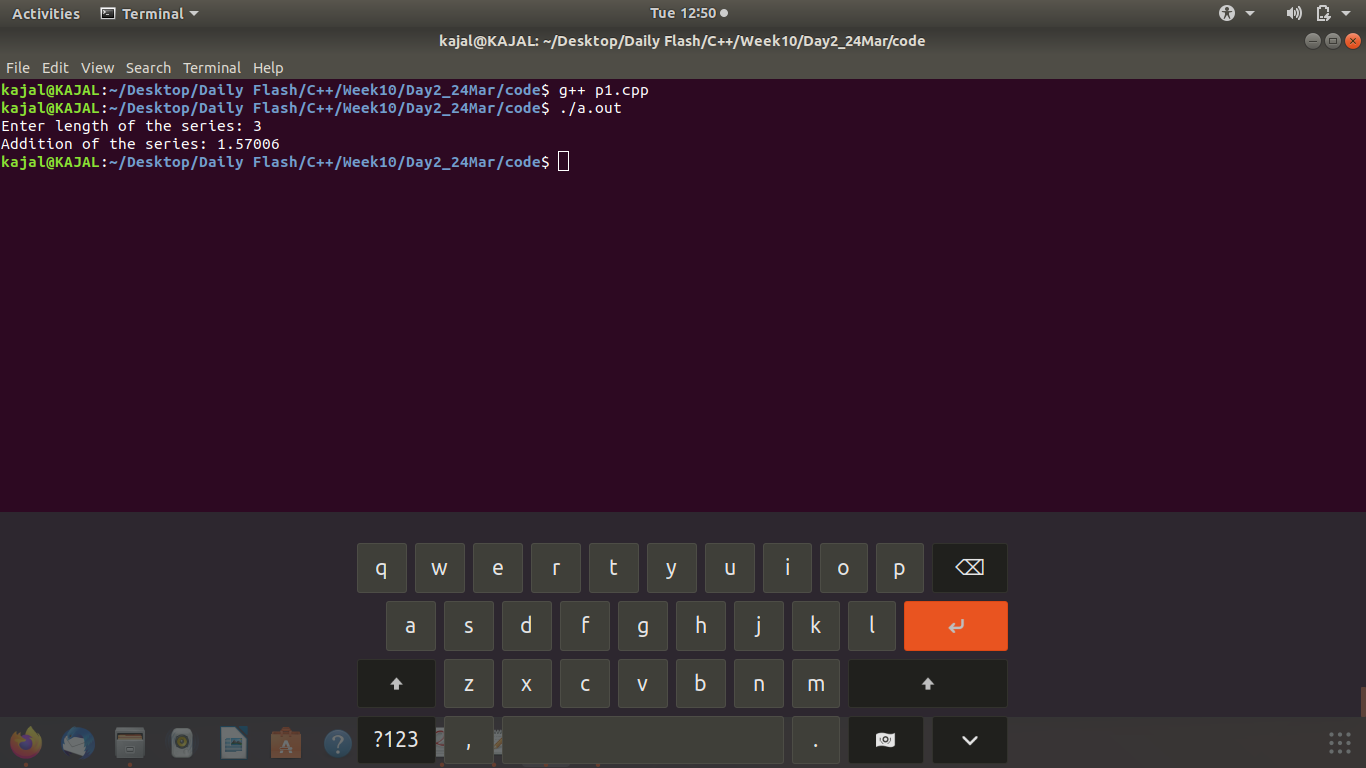 Activities Terminal Tue 12:50
kajal@KAJAL: ~/Desktop/Daily Flash/C++/Week10/Day2_24Mar/code
File Edit View Search Terminal Help
kajal@KAJAL:~/Desktop/Daily Flash/C++/Week10/Day2_24Mar/code$ g++ p1.cpp
kajal@KAJAL:~/Desktop/Daily Flash/C++/Week10/Day2_24Mar/code$ ./a.out
Enter length of the series: 3
Addition of the series: 1.57006
kajal@KAJAL:~/Desktop/Daily Flash/C++/Week10/Day2_24Mar/code$
q w e r t y u i o p
a s d f g h j k l
z x c v b n m
? ?123 , .